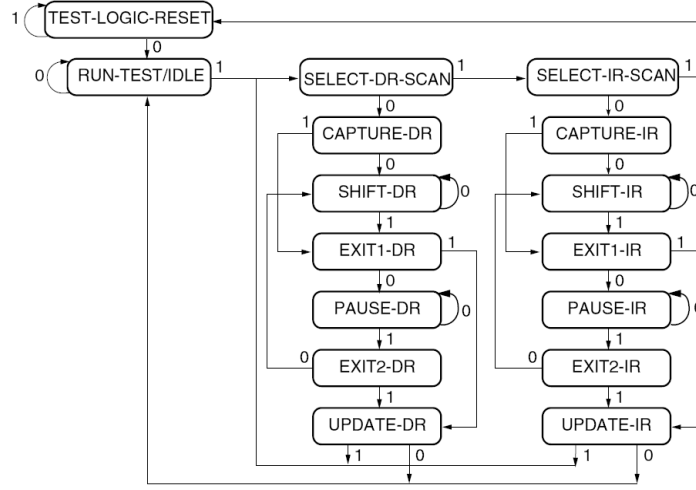 1 TEST-LOGIC-RESET
0
0 RUN-TEST/IDLE 1 SELECT-DR-SCAN 1 SELECT-IR-SCAN 1
0 0
1 CAPTURE-DR 1 CAPTURE-IR
0 0
SHIFT-DR 0 SHIFT-IR 0
1 1
EXIT1-DR 1 EXIT1-IR 1
0 0
PAUSE-DR 0 PAUSE-IR 0
1 1
0 EXIT2-DR 0 EXIT2-IR
1 1
UPDATE-DR UPDATE-IR
1 0 1 0